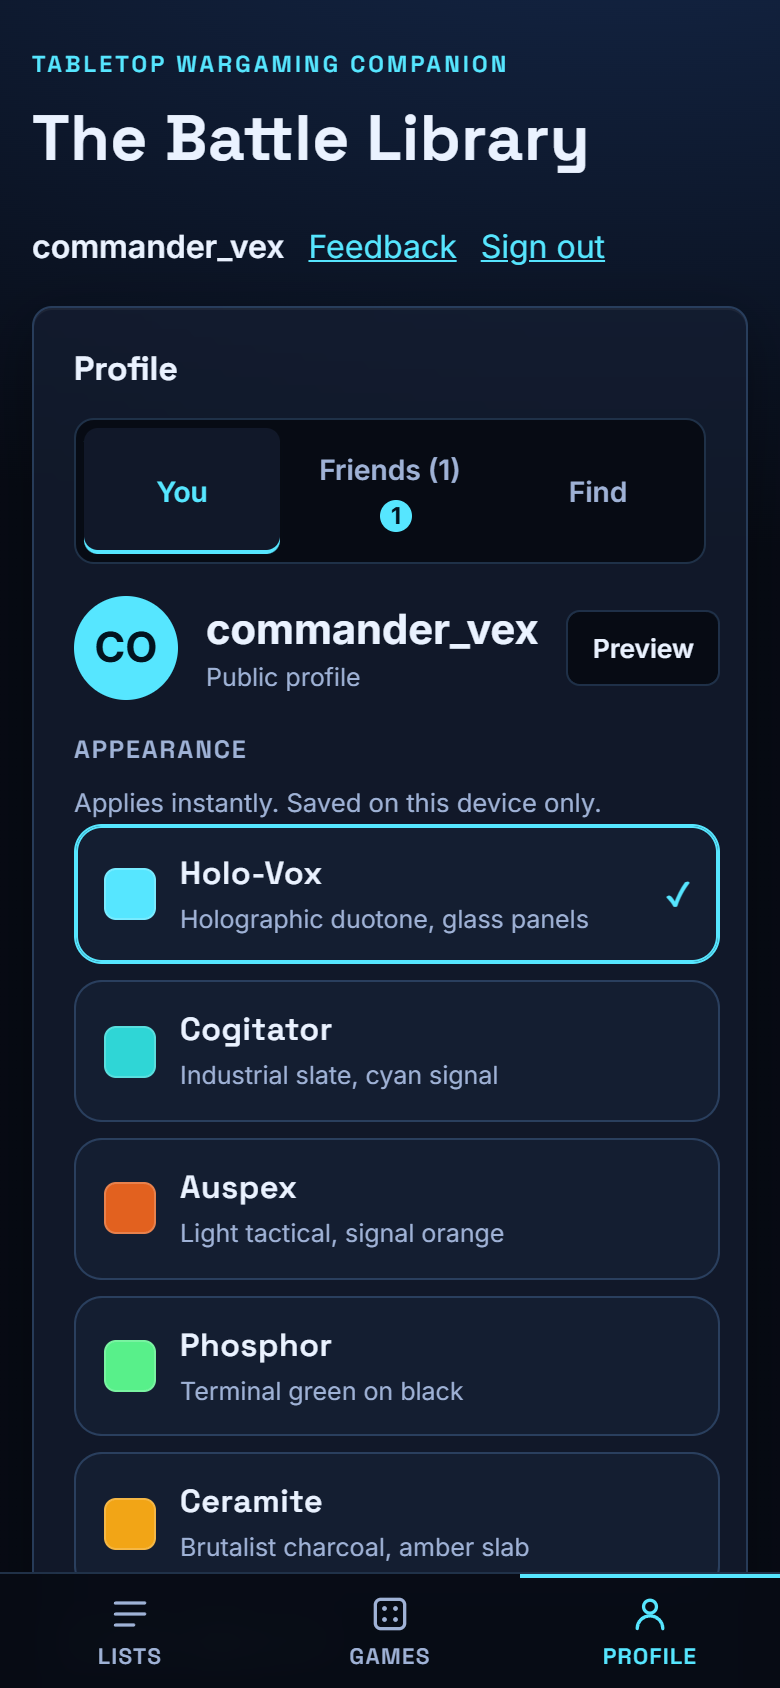 TABLETOP WARGAMING COMPANION
The Battle Library
commander_vex Feedback Sign out
Profile
You
Friends (1)
1
Find
CO
commander_vex
Public profile
Preview
APPEARANCE
Applies instantly. Saved on this device only.
Holo-Vox
Holographic duotone, glass panels
✓
Cogitator
Industrial slate, cyan signal
Auspex
Light tactical, signal orange
Phosphor
Terminal green on black
Ceramite
Brutalist charcoal, amber slab
LISTS
GAMES
PROFILE